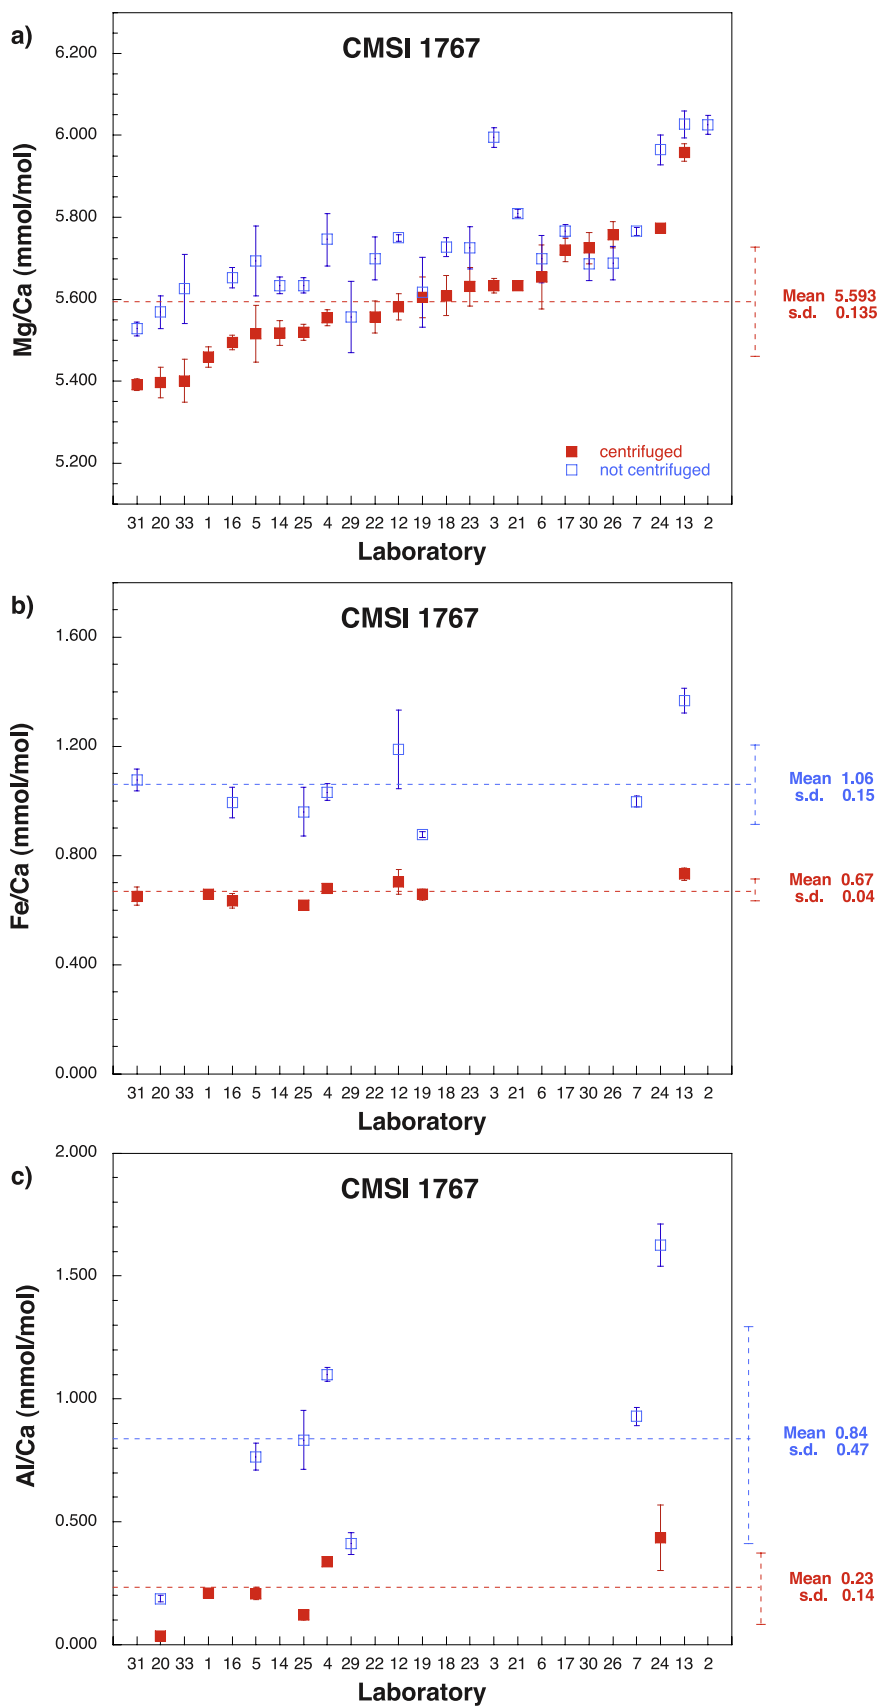 a)
CMSI 1767
6.200
6.000
5.800
5.600
5.400
5.200
Mg/Ca (mmol/mol)
Mean 5.593
s.d. 0.135
centrifuged
not centrifuged
31 20 33 1 16 5 14 25 4 29 22 12 19 18 23 3 21 6 17 30 26 7 24 13 2
Laboratory
b)
CMSI 1767
1.600
1.200
0.800
0.400
0.000
Fe/Ca (mmol/mol)
Mean 1.06
s.d. 0.15
Mean 0.67
s.d. 0.04
31 20 33 1 16 5 14 25 4 29 22 12 19 18 23 3 21 6 17 30 26 7 24 13 2
Laboratory
c)
CMSI 1767
2.000
1.500
1.000
0.500
0.000
Al/Ca (mmol/mol)
Mean 0.84
s.d. 0.47
Mean 0.23
s.d. 0.14
31 20 33 1 16 5 14 25 4 29 22 12 19 18 23 3 21 6 17 30 26 7 24 13 2
Laboratory